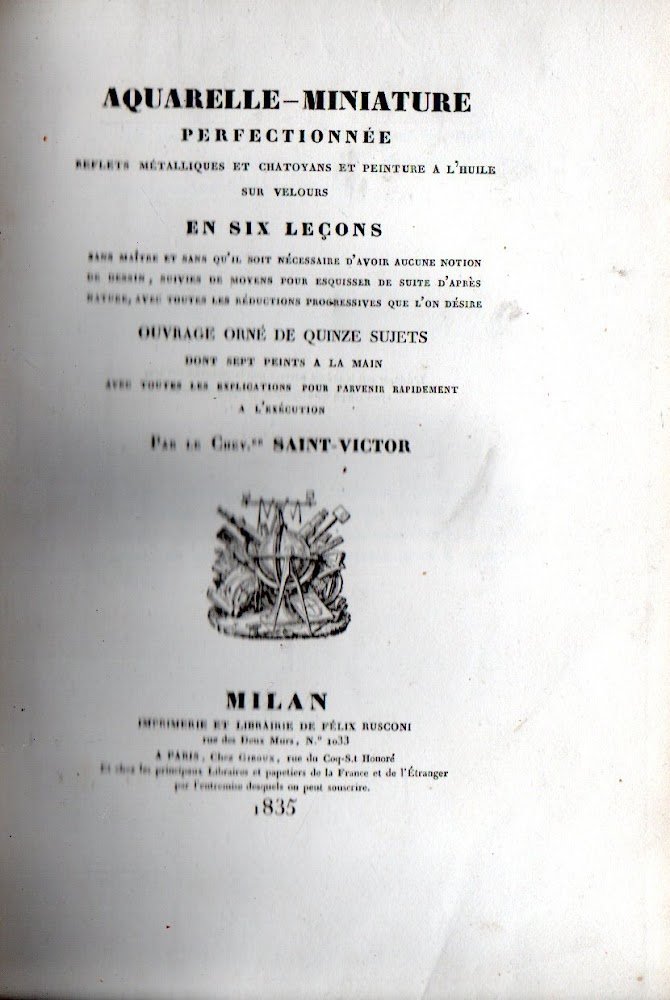 AQUARELLE–MINIATURE
PERFECTIONNÉE
REFLETS MÉTALLIQUES ET CHATOYANS ET PEINTURE A L'HUILE
SUR VELOURS
EN SIX LEÇONS
SANS MAÎTRE ET SANS QU'IL SOIT NÉCESSAIRE D'AVOIR AUCUNE NOTION
DE DESSIN, SUIVIES DE MOYENS POUR ESQUISSER DE SUITE D'APRÈS
NATURE, AVEC TOUTES LES RÉDUCTIONS PROGRESSIVES QUE L'ON DÉSIRE
OUVRAGE ORNÉ DE QUINZE SUJETS
DONT SEPT PEINTS A LA MAIN
AVEC TOUTES LES EXPLICATIONS POUR PARVENIR RAPIDEMENT
A L'EXÉCUTION
PAR LE CHEV.ER SAINT-VICTOR
MILAN
IMPRIMERIE ET LIBRAIRIE DE FÉLIX RUSCONI
rue des Deux Murs, N.º 1033
A PARIS, Chez GIROUX, rue du Coq-S.t Honoré
Et chez les principaux Libraires et papetiers de la France et de l'Étranger
par l'entremise desquels on peut souscrire.
1835